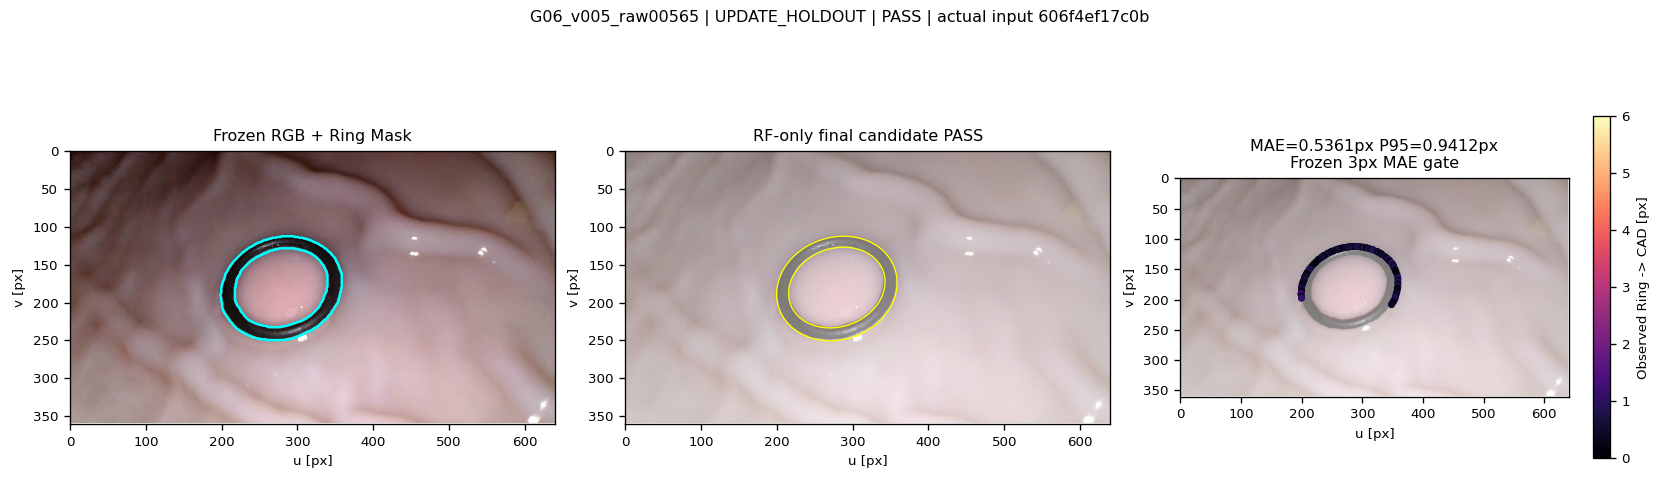 G06_v005_raw00565 | UPDATE_HOLDOUT | PASS | actual input 606f4ef17c0b
Frozen RGB + Ring Mask
0
50
100
150
200
250
300
350
v [px]
0 100 200 300 400 500 600
u [px]
RF-only final candidate PASS
0
50
100
150
200
250
300
350
v [px]
0 100 200 300 400 500 600
u [px]
MAE=0.5361px P95=0.9412px
Frozen 3px MAE gate
0
50
100
150
200
250
300
350
v [px]
0 100 200 300 400 500 600
u [px]
6
5
4
3
2
1
0
Observed Ring -> CAD [px]